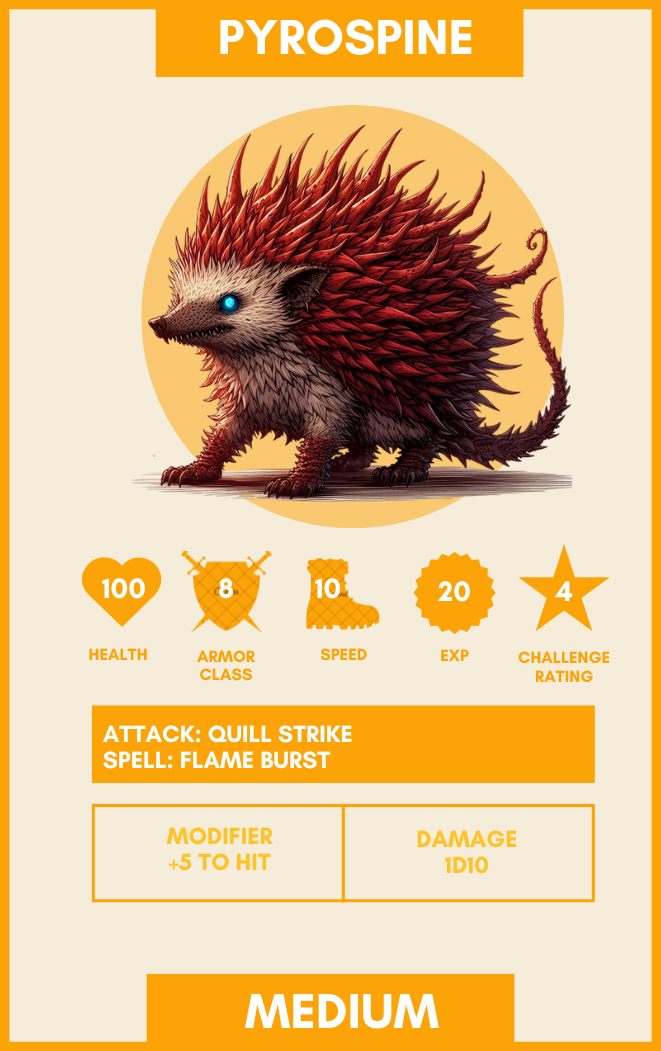 PYROSPINE
100
8
10
20
4
HEALTH
ARMOR
CLASS
SPEED
EXP
CHALLENGE
RATING
ATTACK: QUILL STRIKE
SPELL: FLAME BURST
MODIFIER
+5 TO HIT
DAMAGE
1D10
MEDIUM